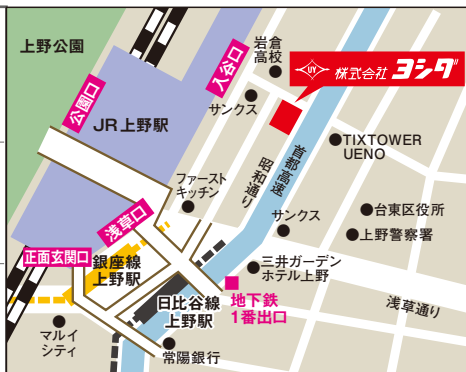 上野公園
岩倉
高校
入谷口
UY
株式会社 ヨシダ
公園口
サンクス
JR上野駅
TIXTOWER
UENO
首都高速
昭和通り
ファースト
キッチン
浅草口
サンクス
台東区役所
上野警察署
正面玄関口
銀座線
上野駅
三井ガーデン
ホテル上野
日比谷線
上野駅
地下鉄
1番出口
浅草通り
マルイ
シティ
常陽銀行